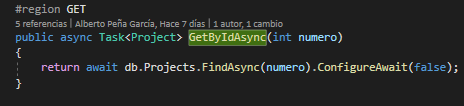 #region GET
5 referencias | Alberto Peña García, Hace 7 días | 1 autor, 1 cambio
public async Task<Project> GetByIdAsync(int numero)
{
return await db.Projects.FindAsync(numero).ConfigureAwait(false);
}